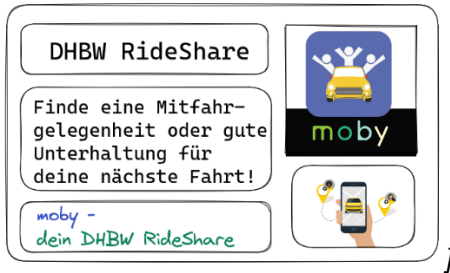 DHBW RideShare
Finde eine Mitfahr-
gelegenheit oder gute
Unterhaltung für
deine nächste Fahrt!
moby -
dein DHBW RideShare
moby